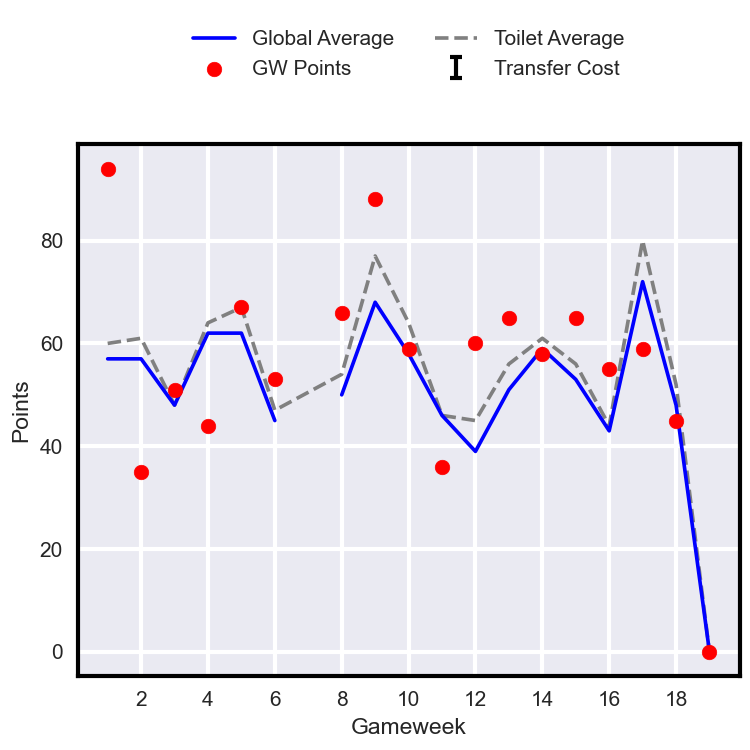 Global Average
Toilet Average
GW Points
Transfer Cost
80
60
40
20
0
Points
2 4 6 8 10 12 14 16 18
Gameweek